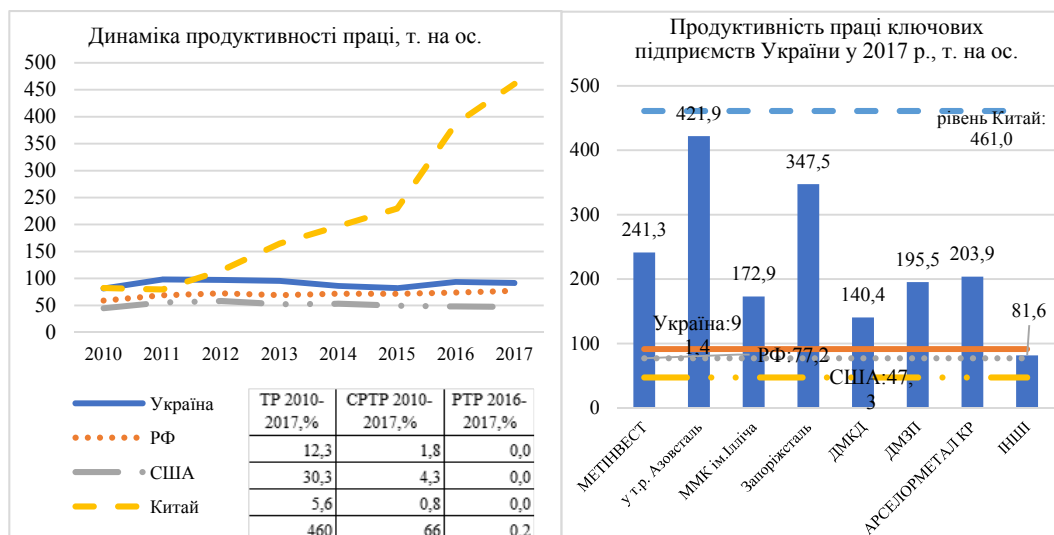 Динаміка продуктивності праці, т. на ос.
500
450
400
350
300
250
200
150
100
50
0
2010 2011 2012 2013 2014 2015 2016 2017
Україна
РФ
США
Китай
ТР 2010-2017,% СРТР 2010-2017,% РТР 2016-2017,%
12,3 1,8 0,0
30,3 4,3 0,0
5,6 0,8 0,0
460 66 0,2
Продуктивність праці ключових
підприємств України у 2017 р., т. на ос.
500
400
300
200
100
0
рівень Китай:
461,0
241,3
421,9
172,9
347,5
140,4
195,5
203,9
81,6
Україна:9
1,4
РФ:77,2
США:47,
3
МЕТІНВЕСТ
у т.р. Азовсталь
ММК ім.Ілліча
Запоріжсталь
ДМКД
ДМЗП
АРСЕЛОРМЕТАЛ КР
ІНШІ